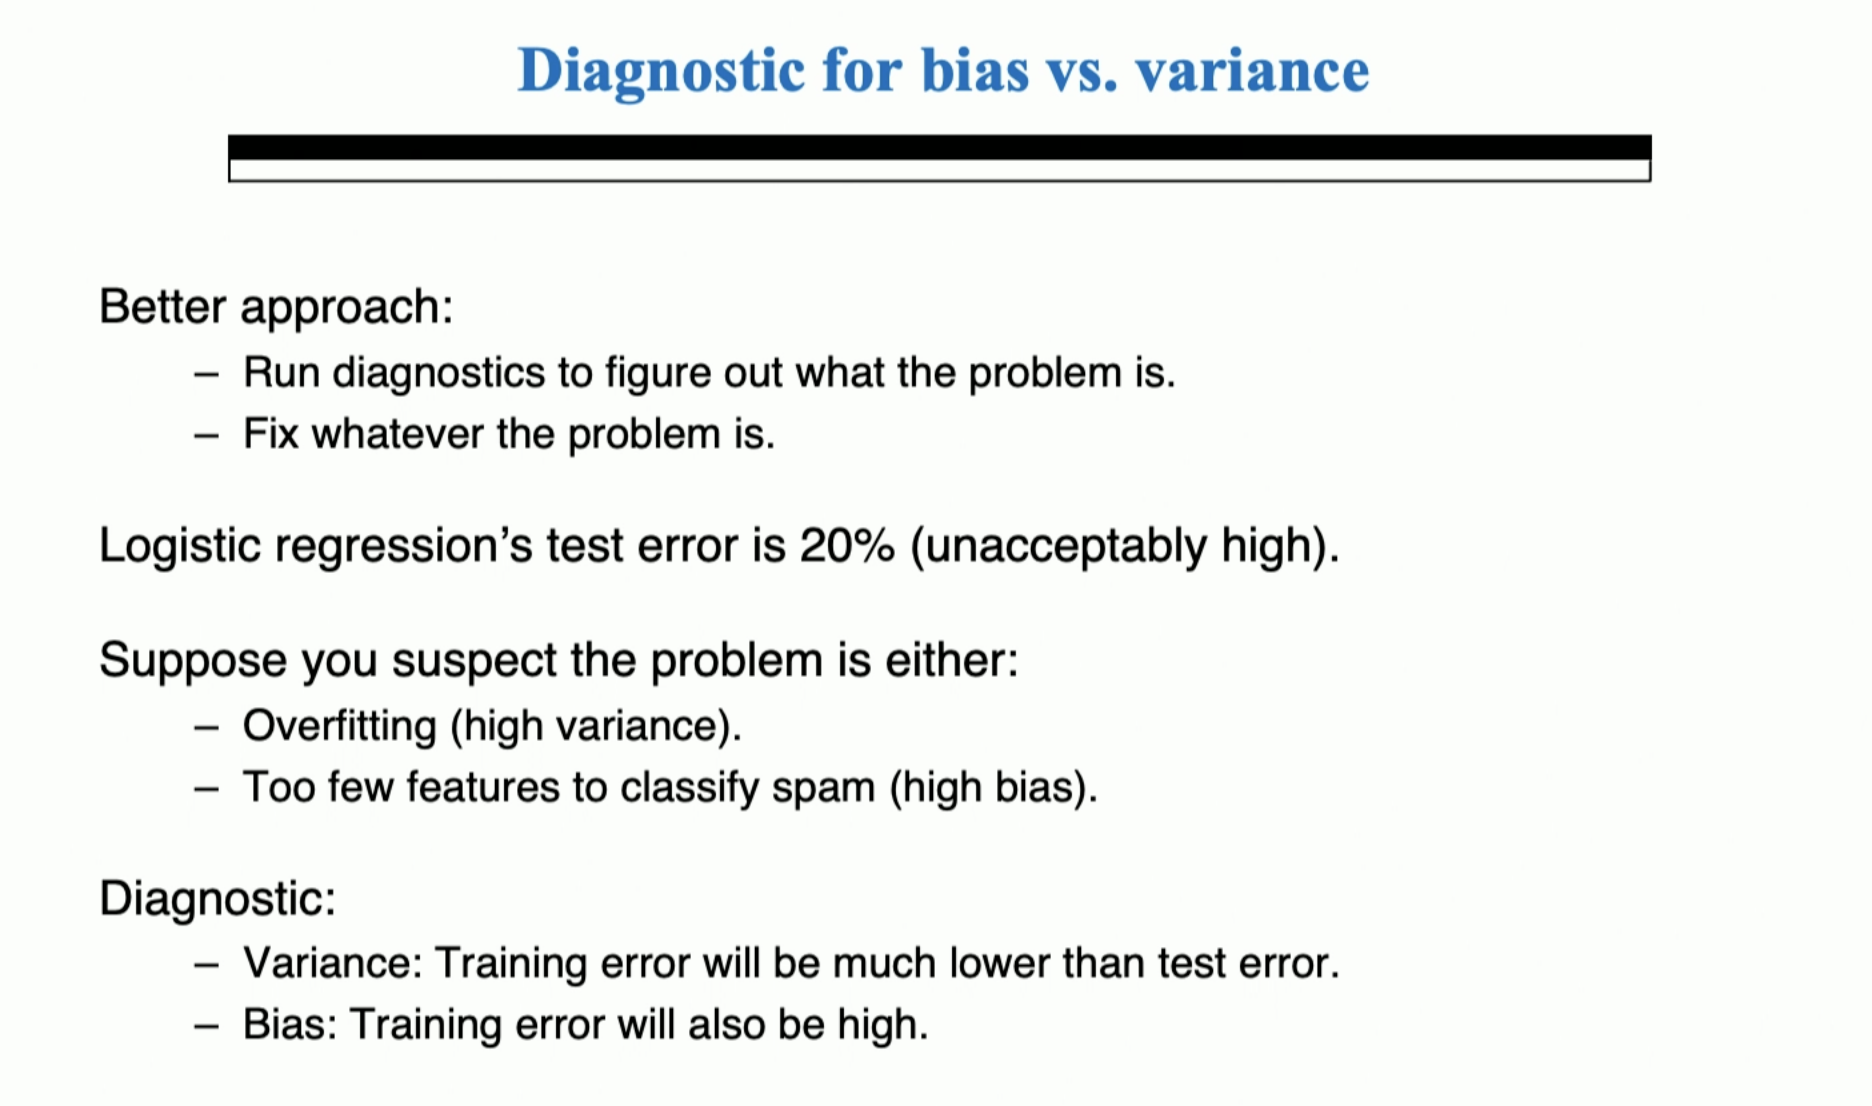 Diagnostic for bias vs. variance
Better approach:
– Run diagnostics to figure out what the problem is.
– Fix whatever the problem is.
Logistic regression’s test error is 20% (unacceptably high).
Suppose you suspect the problem is either:
– Overfitting (high variance).
– Too few features to classify spam (high bias).
Diagnostic:
– Variance: Training error will be much lower than test error.
– Bias: Training error will also be high.